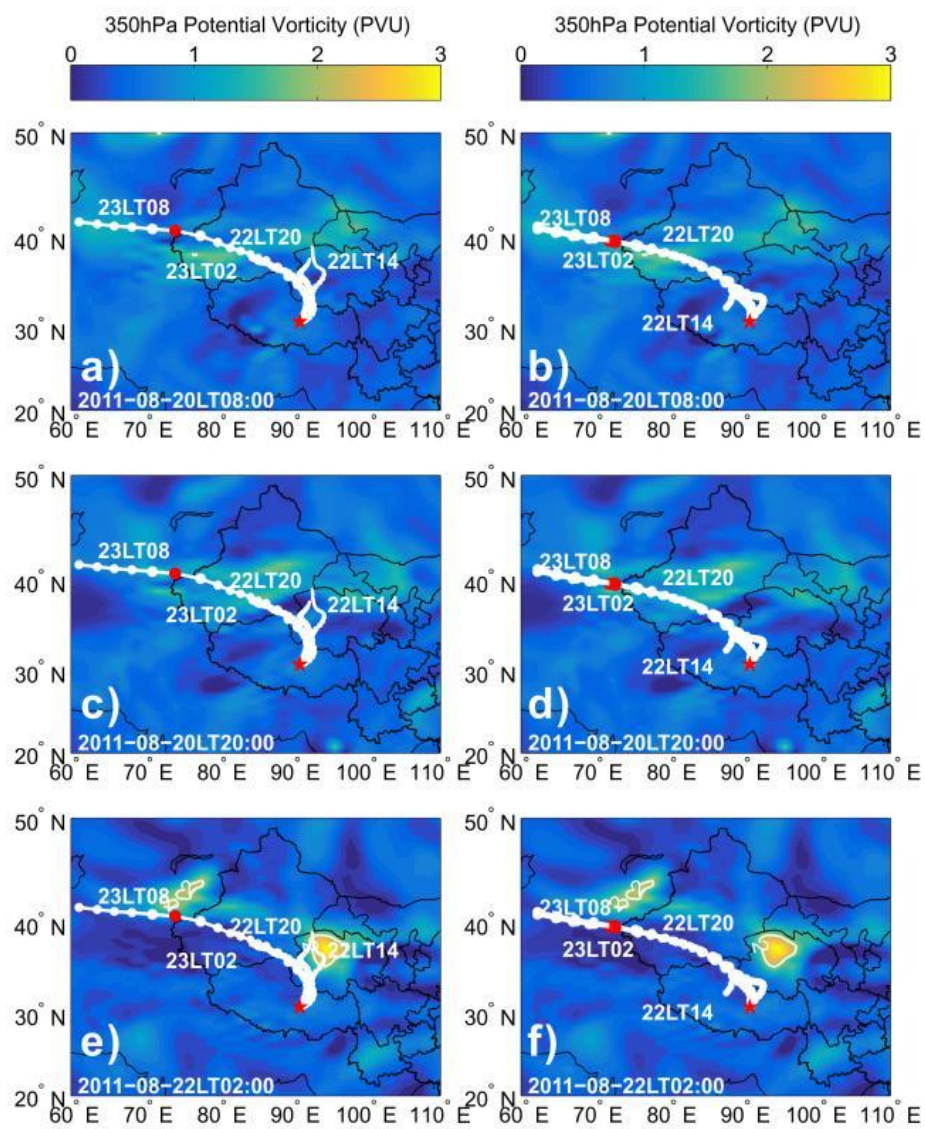 350hPa Potential Vorticity (PVU)
350hPa Potential Vorticity (PVU)
0 1 2 3
0 1 2 3
50° N
40° N
30° N
20° N
23LT08
22LT20
22LT14
23LT02
a)
2011-08-20LT08:00
60° E 70° E 80° E 90° E 100° E 110° E
50° N
40° N
30° N
20° N
23LT08
22LT20
23LT02
22LT14
b)
2011-08-20LT08:00
60° E 70° E 80° E 90° E 100° E 110° E
50° N
40° N
30° N
20° N
23LT08
22LT20
22LT14
23LT02
c)
2011-08-20LT20:00
60° E 70° E 80° E 90° E 100° E 110° E
50° N
40° N
30° N
20° N
23LT08
22LT20
23LT02
22LT14
d)
2011-08-20LT20:00
60° E 70° E 80° E 90° E 100° E 110° E
50° N
40° N
30° N
20° N
23LT08
22LT20
22LT14
23LT02
e)
2011-08-22LT02:00
60° E 70° E 80° E 90° E 100° E 110° E
50° N
40° N
30° N
20° N
23LT08
22LT20
23LT02
22LT14
f)
2011-08-22LT02:00
60° E 70° E 80° E 90° E 100° E 110° E